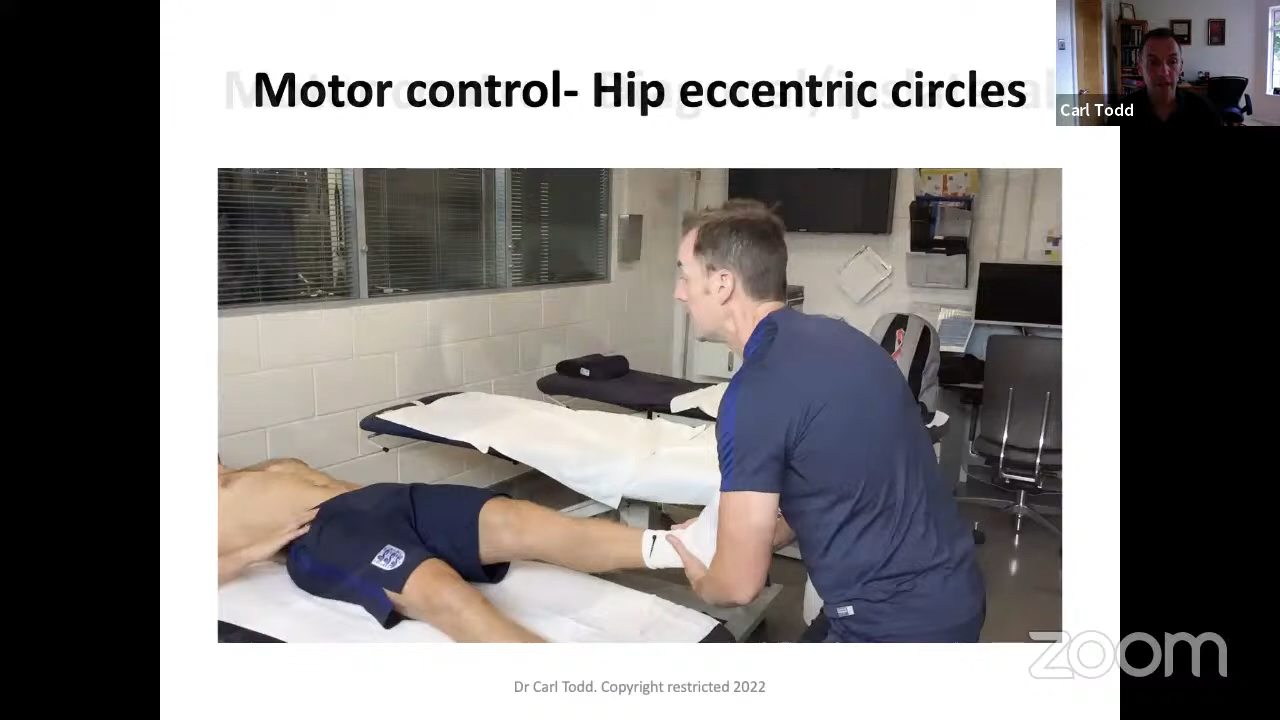 Motor control- Hip eccentric circles
Carl Todd
zoom
Dr Carl Todd. Copyright restricted 2022